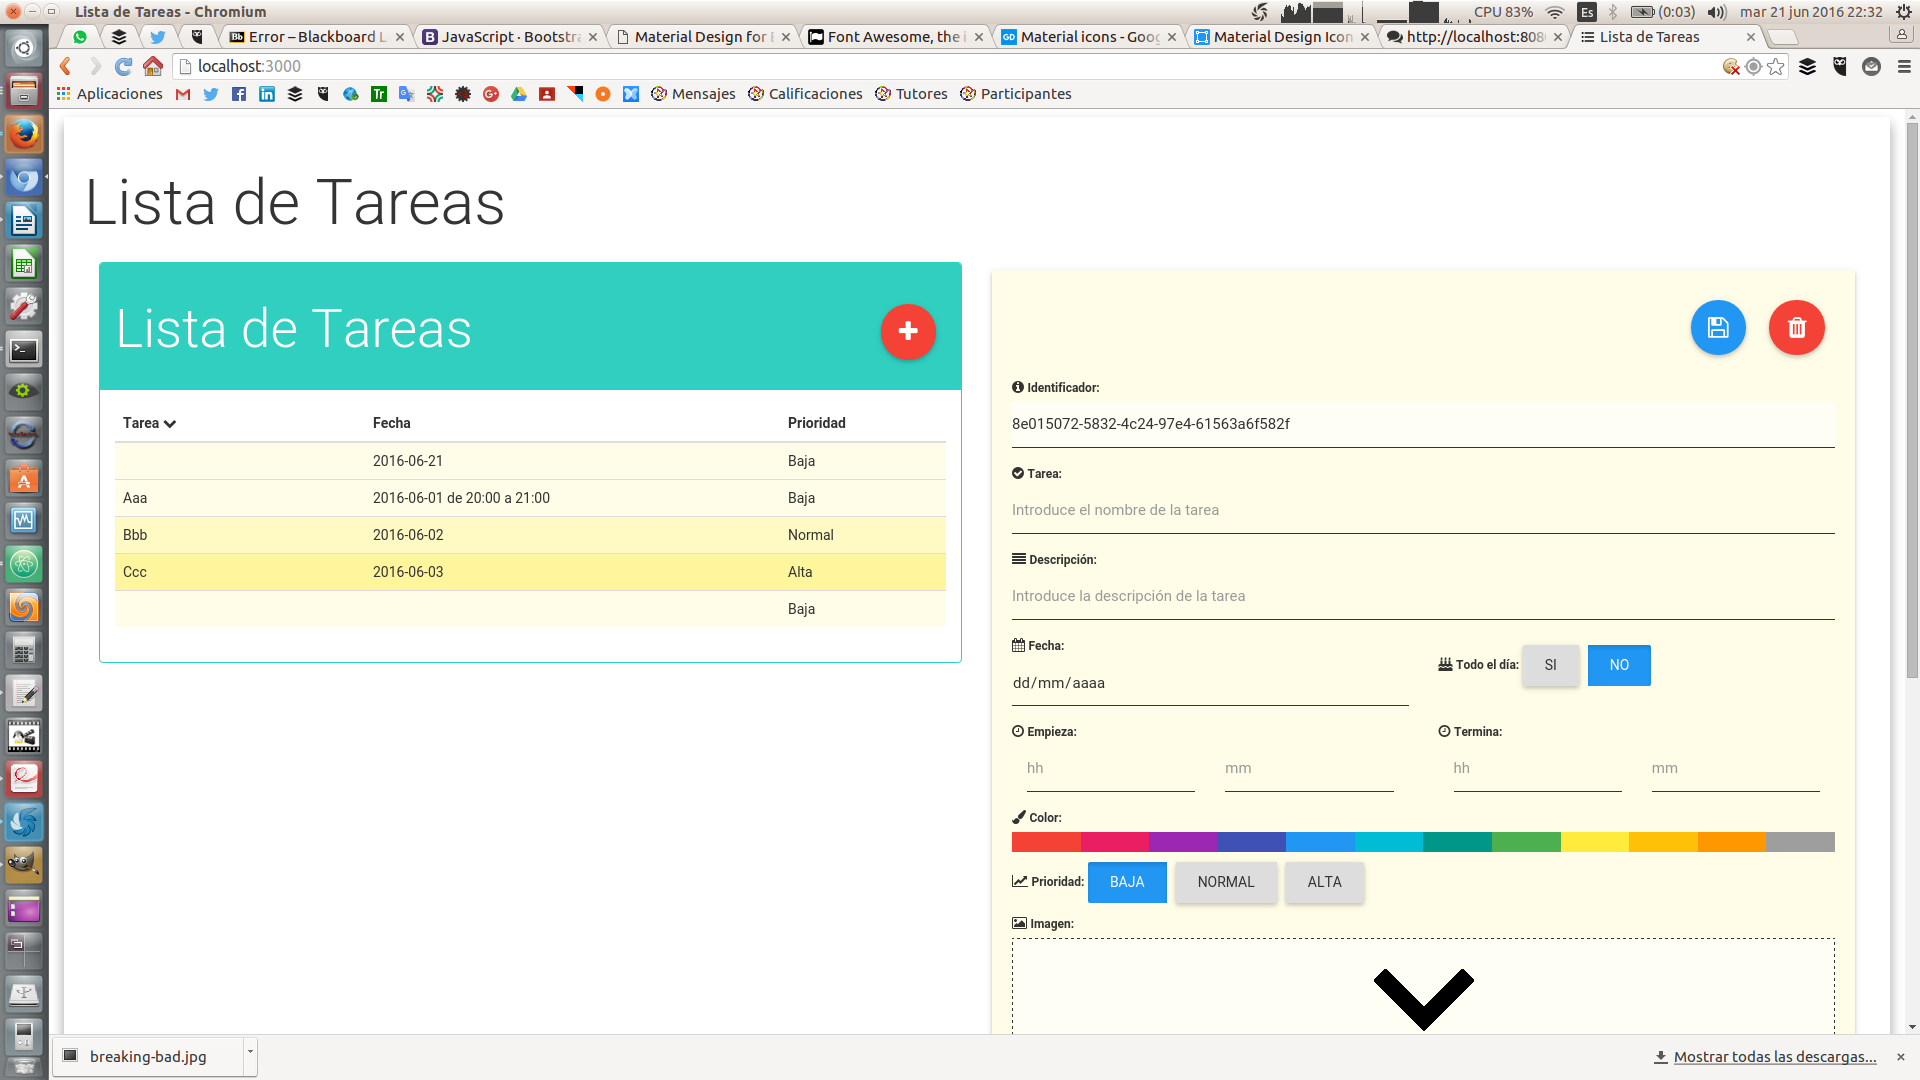 Lista de Tareas - Chromium
CPU 83%
Es
(0:03)
mar 21 jun 2016 22:32
Error – Blackboard L
JavaScript · Bootstra
Material Design for B
Font Awesome, the i
Material icons - Goog
Material Design Icon
http://localhost:808
Lista de Tareas
localhost:3000
Aplicaciones
Mensajes
Calificaciones
Tutores
Participantes
Lista de Tareas
Lista de Tareas
Tarea Fecha Prioridad
2016-06-21 Baja
Aaa 2016-06-01 de 20:00 a 21:00 Baja
Bbb 2016-06-02 Normal
Ccc 2016-06-03 Alta
Baja
Identificador:
8e015072-5832-4c24-97e4-61563a6f582f
Tarea:
Introduce el nombre de la tarea
Descripción:
Introduce la descripción de la tarea
Fecha:
dd/mm/aaaa
Todo el día: SI NO
Empieza:
hh mm
Termina:
hh mm
Color:
Prioridad: BAJA NORMAL ALTA
Imagen:
breaking-bad.jpg
Mostrar todas las descargas...